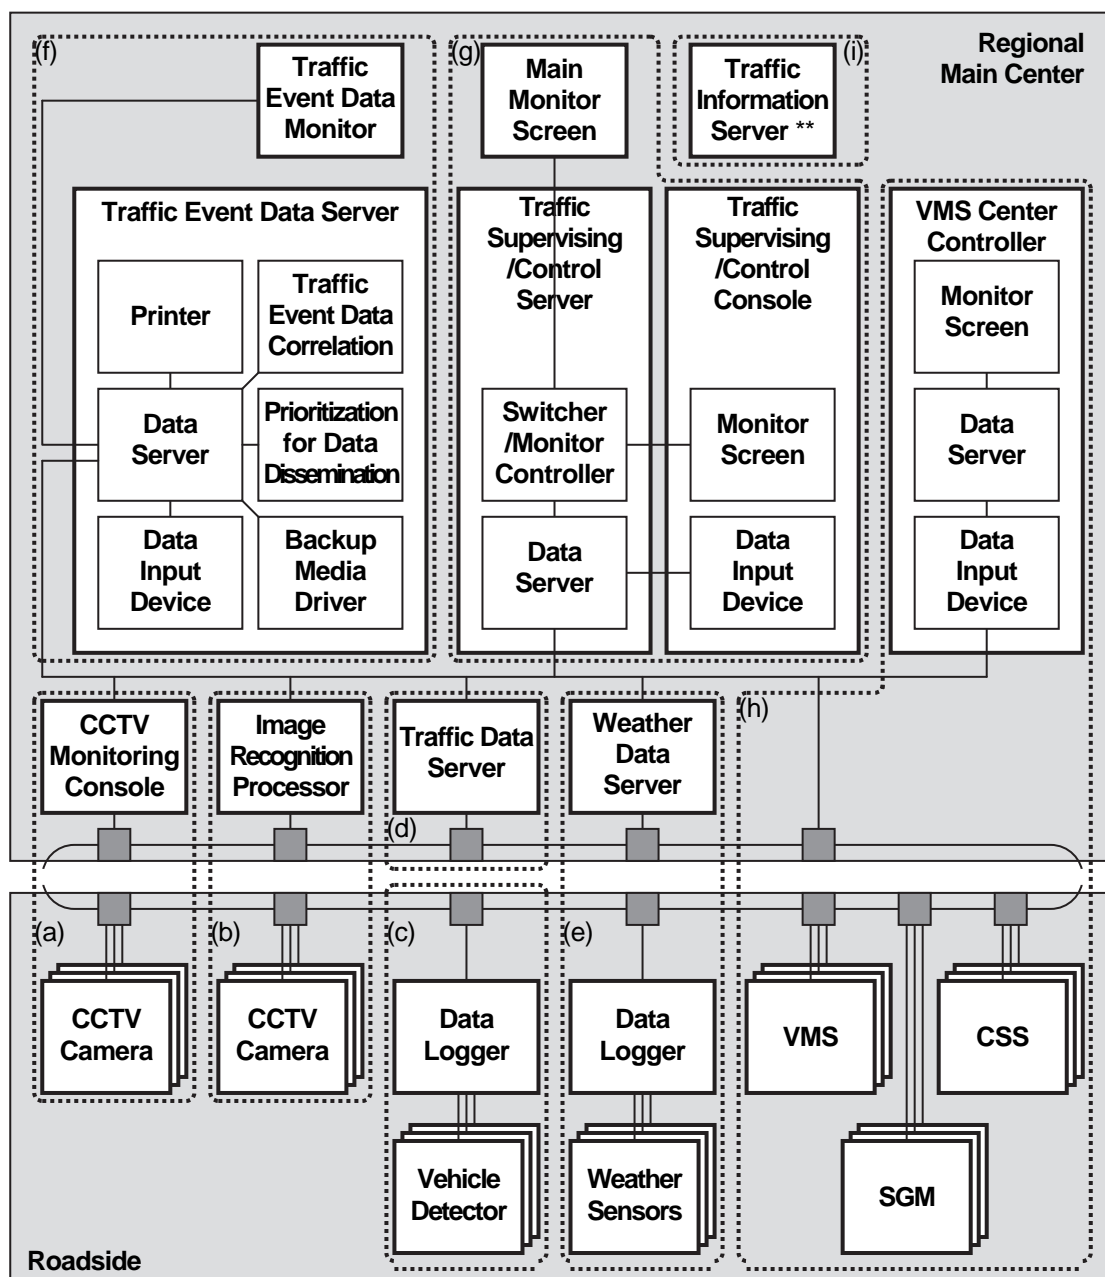 (f)
Traffic
Event Data
Monitor
(g)
Main
Monitor
Screen
Traffic
Information
Server **
(i)
Regional
Main Center
Traffic Event Data Server
Printer
Traffic
Event Data
Correlation
Data
Server
Prioritization
for Data
Dissemination
Data
Input
Device
Backup
Media
Driver
Traffic
Supervising
/Control
Server
Switcher
/Monitor
Controller
Data
Server
Traffic
Supervising
/Control
Console
Monitor
Screen
Data
Input
Device
VMS Center
Controller
Monitor
Screen
Data
Server
Data
Input
Device
CCTV
Monitoring
Console
Image
Recognition
Processor
Traffic Data
Server
(d)
Weather
Data
Server
(h)
(a)
CCTV
Camera
(b)
CCTV
Camera
(c)
Data
Logger
Vehicle
Detector
(e)
Data
Logger
Weather
Sensors
VMS
SGM
CSS
Roadside